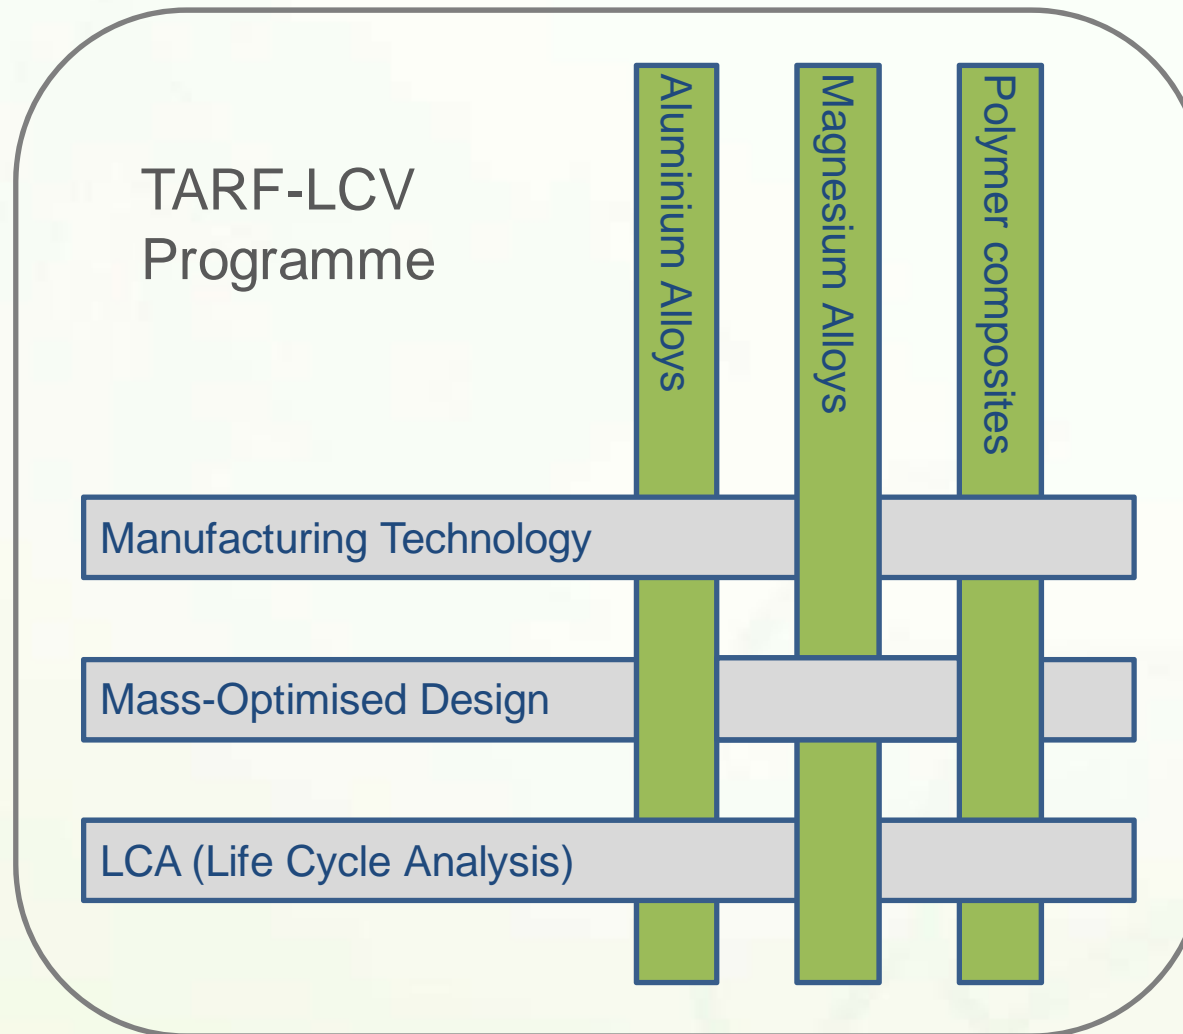 TARF-LCV
Programme
Aluminium Alloys
Magnesium Alloys
Polymer composites
Manufacturing Technology
Mass-Optimised Design
LCA (Life Cycle Analysis)